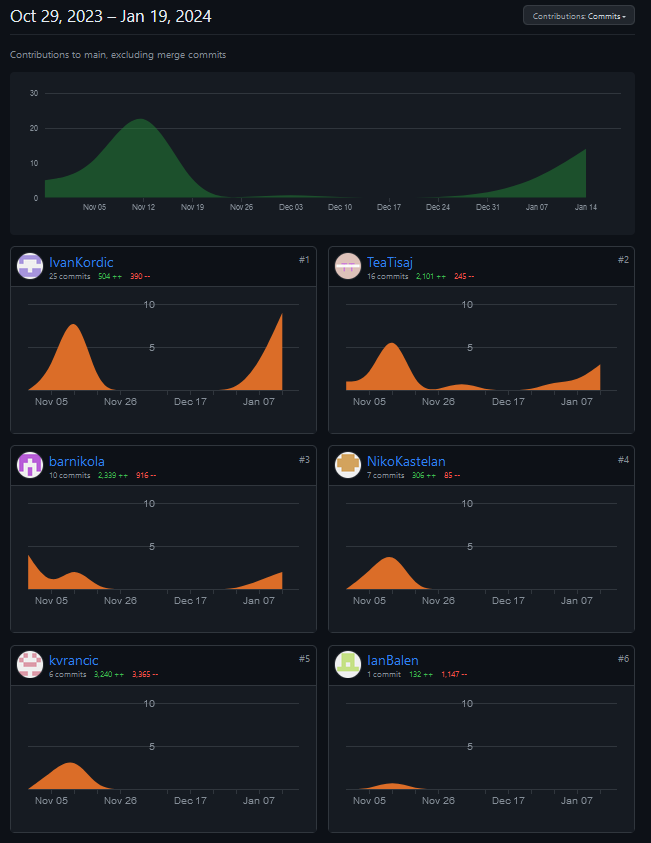 Oct 29, 2023 – Jan 19, 2024
Contributions: Commits
Contributions to main, excluding merge commits
30
20
10
0
Nov 05 Nov 12 Nov 19 Nov 26 Dec 03 Dec 10 Dec 17 Dec 24 Dec 31 Jan 07 Jan 14
IvanKordic #1
25 commits 504 ++ 390 --
10
5
Nov 05 Nov 26 Dec 17 Jan 07
TeaTisaj #2
16 commits 2,101 ++ 245 --
10
5
Nov 05 Nov 26 Dec 17 Jan 07
barnikola #3
10 commits 2,339 ++ 916 --
10
5
Nov 05 Nov 26 Dec 17 Jan 07
NikoKastelan #4
7 commits 306 ++ 85 --
10
5
Nov 05 Nov 26 Dec 17 Jan 07
kvrancic #5
6 commits 3,240 ++ 3,365 --
10
5
Nov 05 Nov 26 Dec 17 Jan 07
IanBalen #6
1 commit 132 ++ 1,147 --
10
5
Nov 05 Nov 26 Dec 17 Jan 07